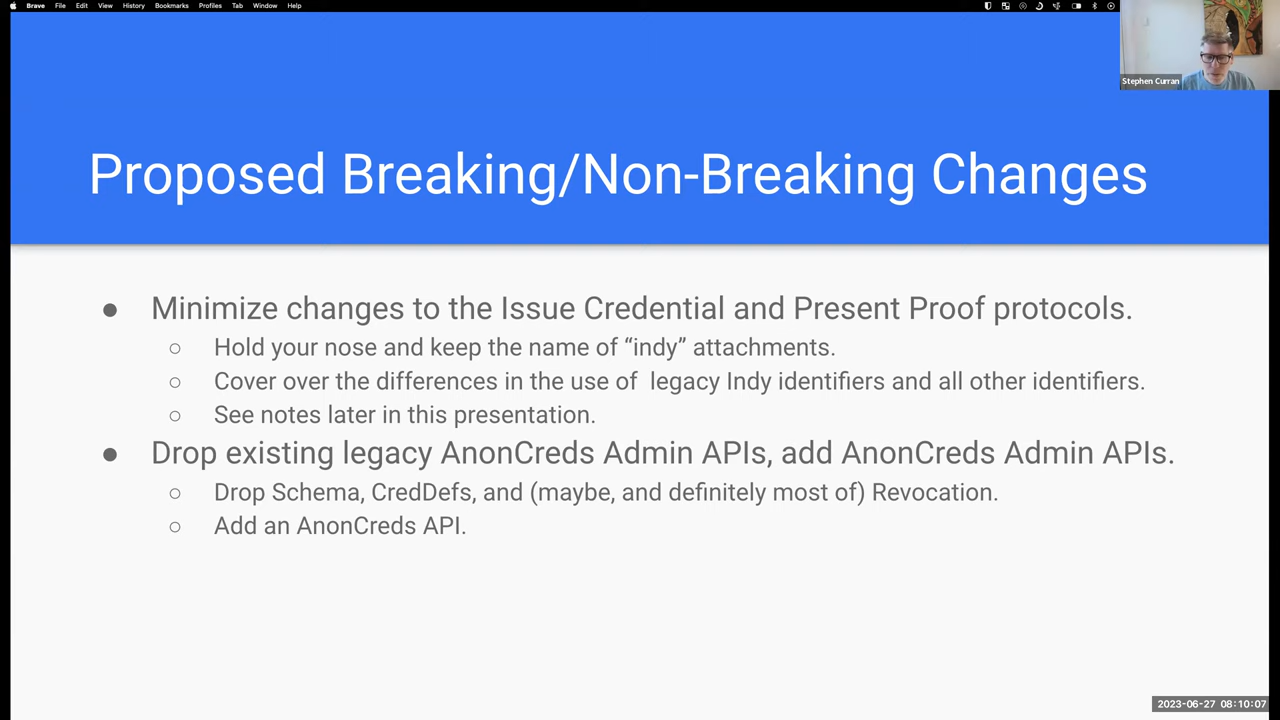 Brave File Edit View History Bookmarks Profiles Tab Window Help
Stephen Curran
Proposed Breaking/Non-Breaking Changes
● Minimize changes to the Issue Credential and Present Proof protocols.
○ Hold your nose and keep the name of “indy” attachments.
○ Cover over the differences in the use of  legacy Indy identifiers and all other identifiers.
○ See notes later in this presentation.
● Drop existing legacy AnonCreds Admin APIs, add AnonCreds Admin APIs.
○ Drop Schema, CredDefs, and (maybe, and definitely most of) Revocation.
○ Add an AnonCreds API.
2023-06-27 08:10:07